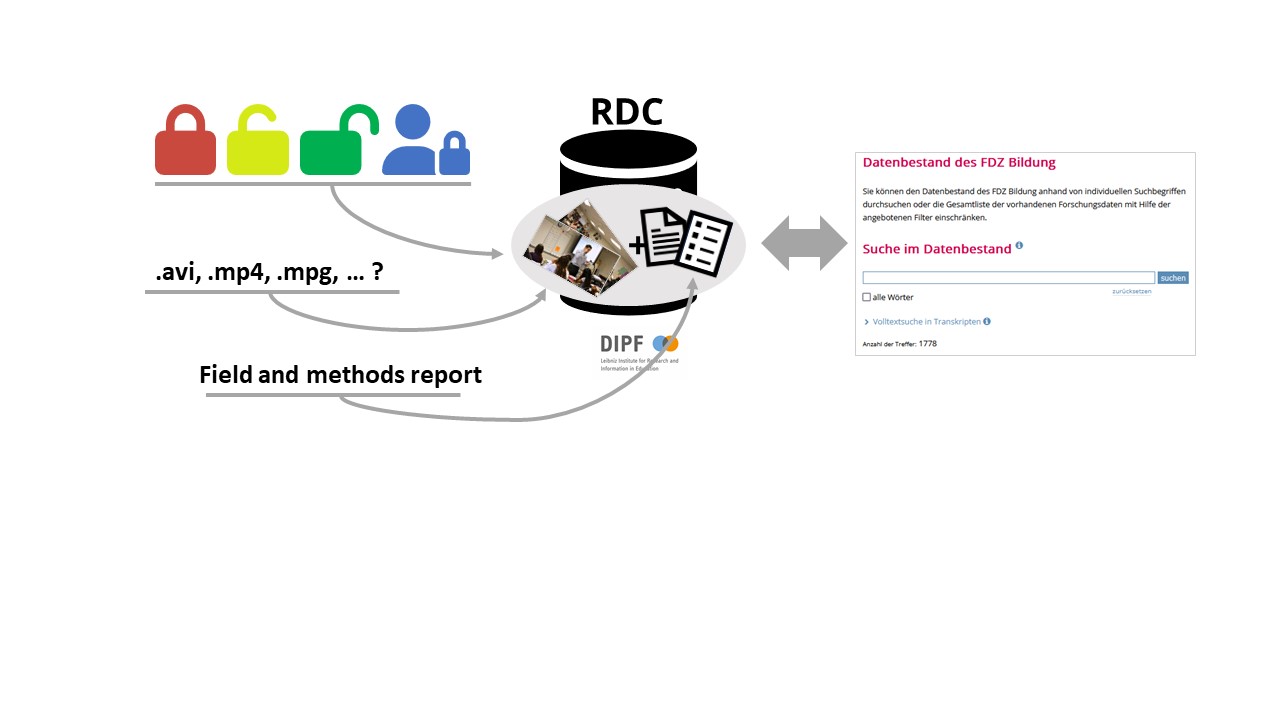 RDC
.avi, .mp4, .mpg, ... ?
Field and methods report
+
DIPF
Leibniz Institute for Research and
Information in Education
Datenbestand des FDZ Bildung
Sie können den Datenbestand des FDZ Bildung anhand von individuellen Suchbegriffen
durchsuchen oder die Gesamtliste der vorhandenen Forschungsdaten mit Hilfe der
angebotenen Filter einschränken.
Suche im Datenbestand
suchen
zurücksetzen
alle Wörter
Volltextsuche in Transkripten
Anzahl der Treffer: 1778